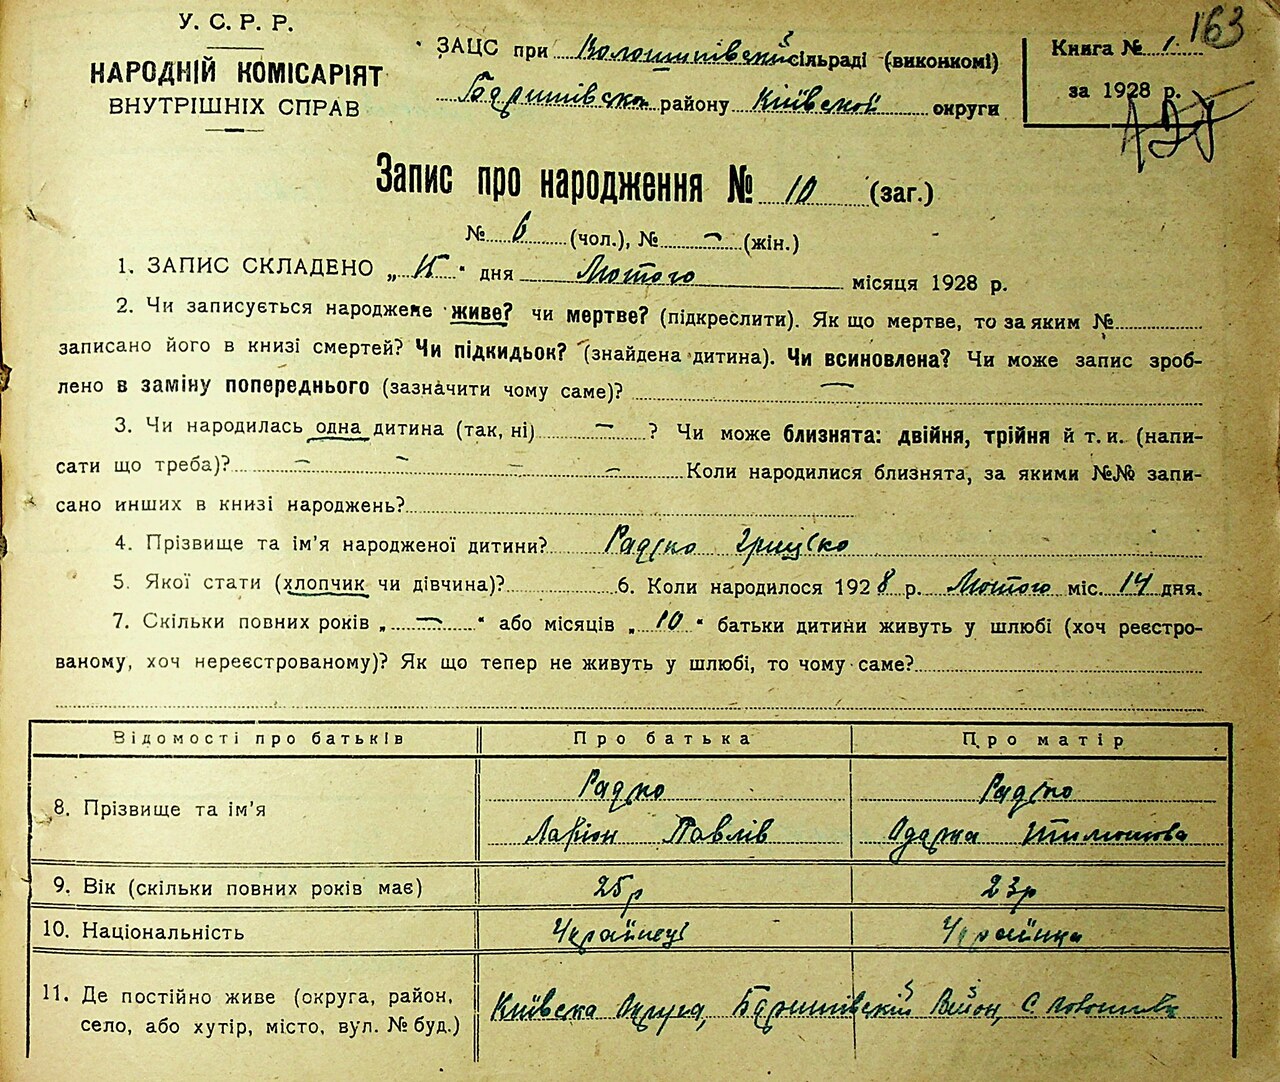 163
У. С. Р. Р.
НАРОДНІЙ КОМІСАРІЯТ
ВНУТРІШНІХ СПРАВ
ЗАЦС при Волошинівській сільраді (виконкомі)
Баришівськ району Київської округи
Книга № 1
за 1928 р.
Запис про народження № 10 (заг.)
№ 6 (чол.), № — (жін.)
1. ЗАПИС СКЛАДЕНО „ 15 “ дня Лютого місяця 1928 р.
2. Чи записується народжене живе? чи мертве? (підкреслити). Як що мертве, то за яким №
записано його в книзі смертей? Чи підкидьок? (знайдена дитина). Чи всиновлена? Чи може запис зроб-
лено в заміну попереднього (зазначити чому саме)? —
3. Чи народилась одна дитина (так, ні) — ? Чи може близнята: двійня, трійня й т. и. (напи-
сати що треба)? — — — — Коли народилися близнята, за якими №№ запи-
сано инших в книзі народжень?
4. Прізвище та ім'я народженої дитини? Радько Грицько
5. Якої стати (хлопчик чи дівчина)? 6. Коли народилося 1928 р. Лютого міс. 14 дня.
7. Скільки повних років „ — “ або місяців „ 10 “ батьки дитини живуть у шлюбі (хоч реєстро-
ваному, хоч нереєстрованому)? Як що тепер не живуть у шлюбі, то чому саме?
Відомості про батьків Про батька Про матір
8. Прізвище та ім'я Радько Радько
Ларіон Павлів Одарка Тимошова
9. Вік (скільки повних років має) 25р 23р
10. Національність Українець Українка
11. Де постійно живе (округа, район,
село, або хутір, місто, вул. № буд.) Київська Округа, Баришівський Район, С